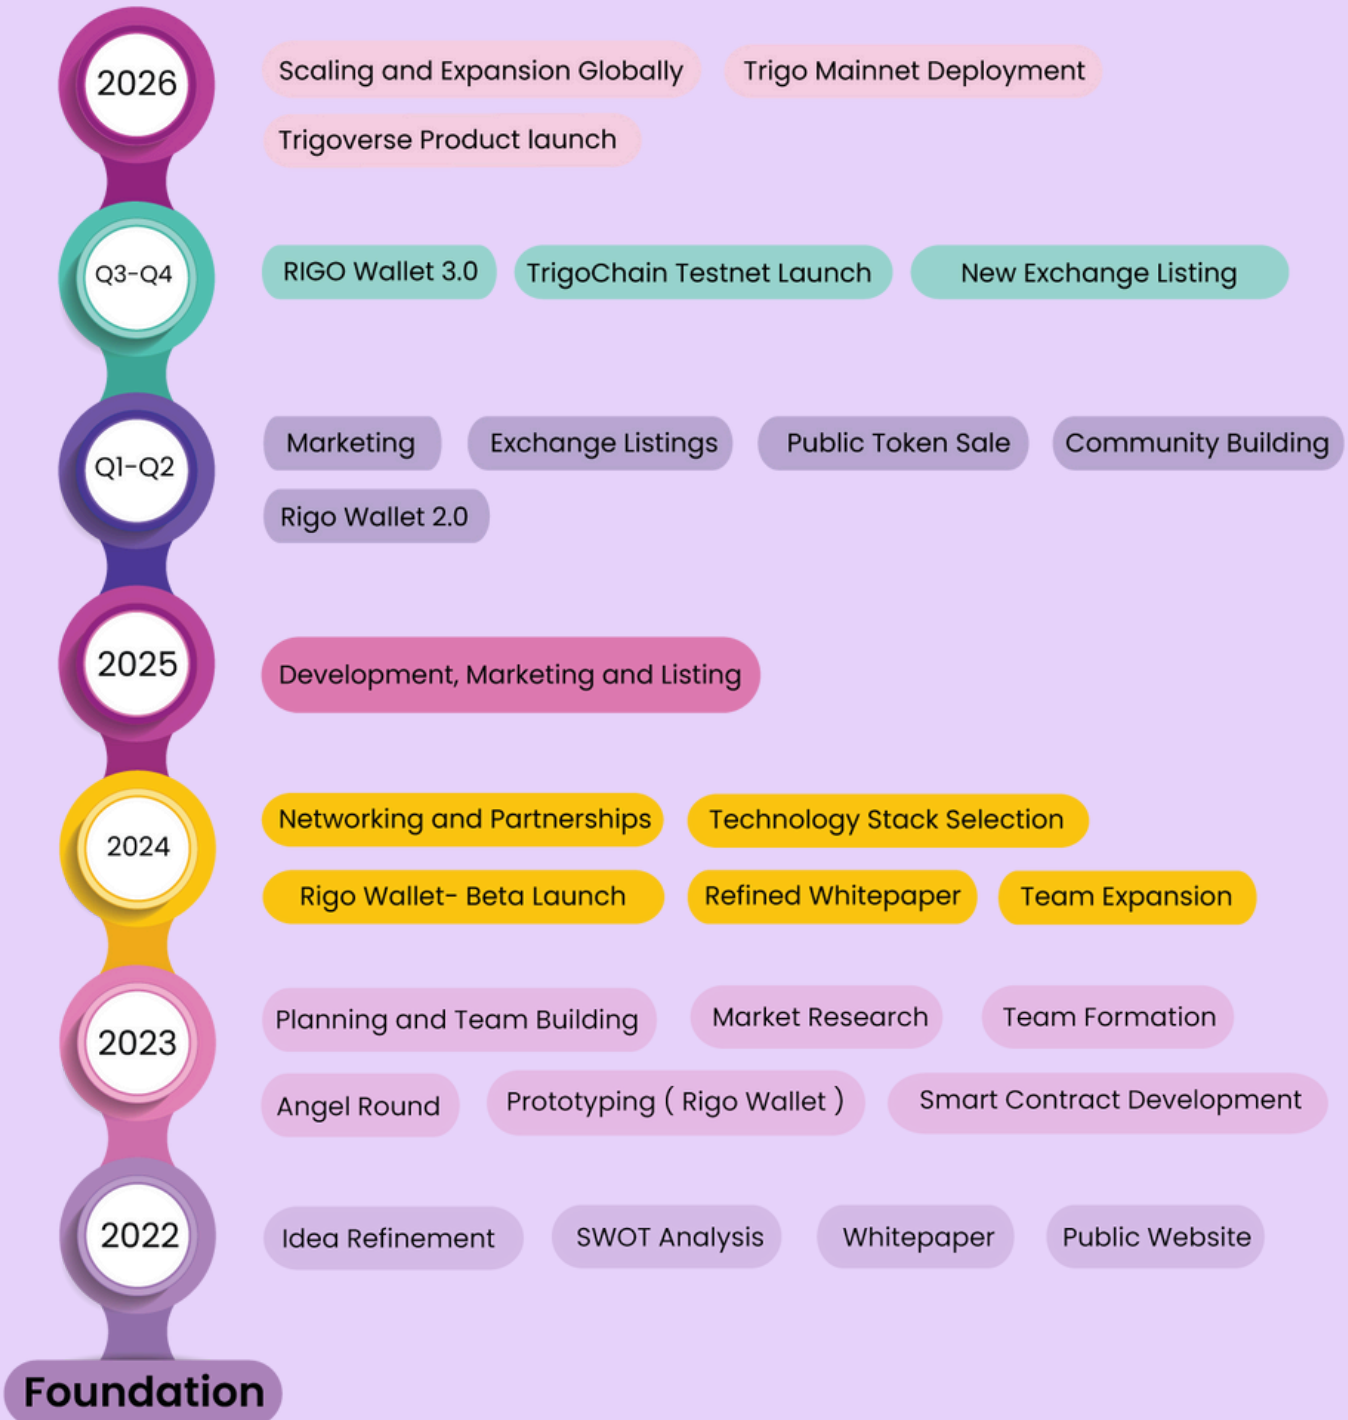 2026
Scaling and Expansion Globally
Trigo Mainnet Deployment
Trigoverse Product launch
Q3-Q4
RIGO Wallet 3.0
TrigoChain Testnet Launch
New Exchange Listing
Q1-Q2
Marketing
Exchange Listings
Public Token Sale
Community Building
Rigo Wallet 2.0
2025
Development, Marketing and Listing
2024
Networking and Partnerships
Technology Stack Selection
Rigo Wallet- Beta Launch
Refined Whitepaper
Team Expansion
2023
Planning and Team Building
Market Research
Team Formation
Angel Round
Prototyping ( Rigo Wallet )
Smart Contract Development
2022
Idea Refinement
SWOT Analysis
Whitepaper
Public Website
Foundation